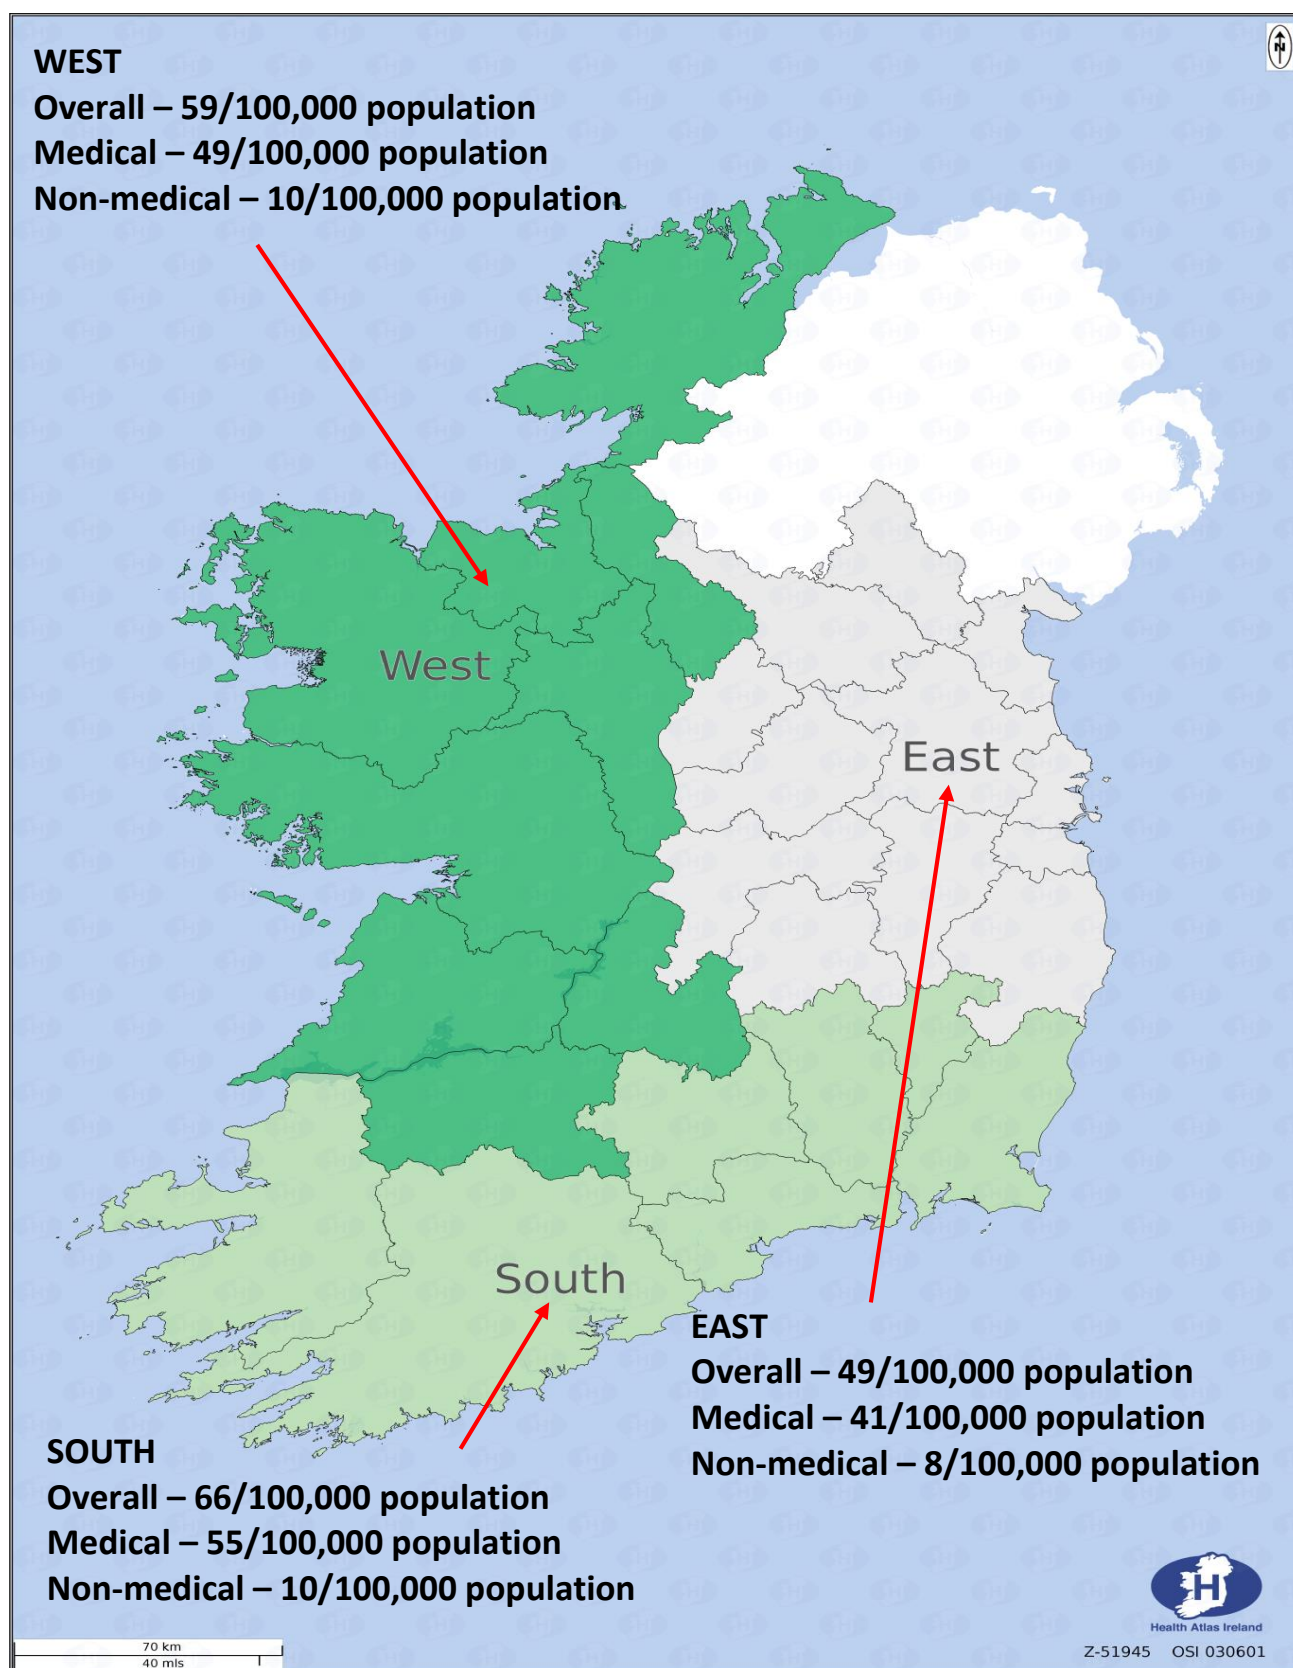 WEST
Overall – 59/100,000 population
Medical – 49/100,000 population
Non-medical – 10/100,000 population
N
West
East
South
EAST
Overall – 49/100,000 population
Medical – 41/100,000 population
Non-medical – 8/100,000 population
SOUTH
Overall – 66/100,000 population
Medical – 55/100,000 population
Non-medical – 10/100,000 population
H
Health Atlas Ireland
70 km
40 mls
Z-51945 OSI 030601